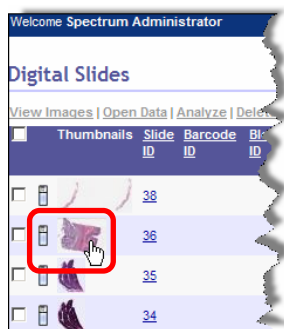 Welcome Spectrum Administrator
Digital Slides
View Images | Open Data | Analyze |
Thumbnails Slide Barcode
ID ID ID
38
36
35
34